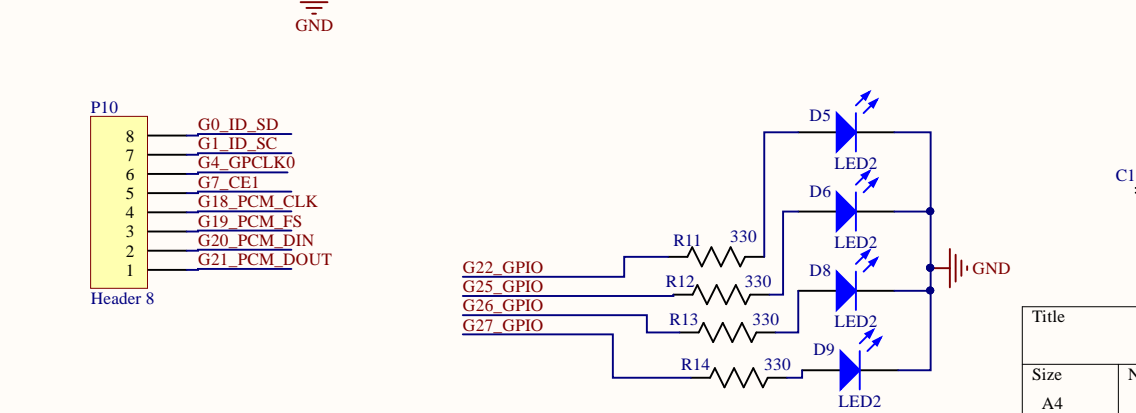 GND
P10
8 G0_ID_SD
7 G1_ID_SC
6 G4_GPCLK0
5 G7_CE1
4 G18_PCM_CLK
3 G19_PCM_FS
2 G20_PCM_DIN
1 G21_PCM_DOUT
Header 8
D5
LED2
D6
LED2
D8
LED2
D9
LED2
R11 330
R12 330
R13 330
R14 330
G22_GPIO
G25_GPIO
G26_GPIO
G27_GPIO
GND
C1
Title
Size
A4